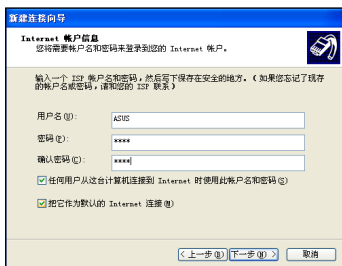 新建连接向导
Internet 帐户信息
您将需要帐户名和密码来登录到您的 Internet 帐户。
输入一个 ISP 帐户名和密码，然后写下保存在安全的地方。(如果您忘记了现存
的帐户名或密码，请和您的 ISP 联系)
用户名(U): ASUS
密码(P): ****
确认密码(C): ****
任何用户从这台计算机连接到 Internet 时使用此帐户名和密码(S)
把它作为默认的 Internet 连接(M)
<上一步(B) 下一步(N)> 取消